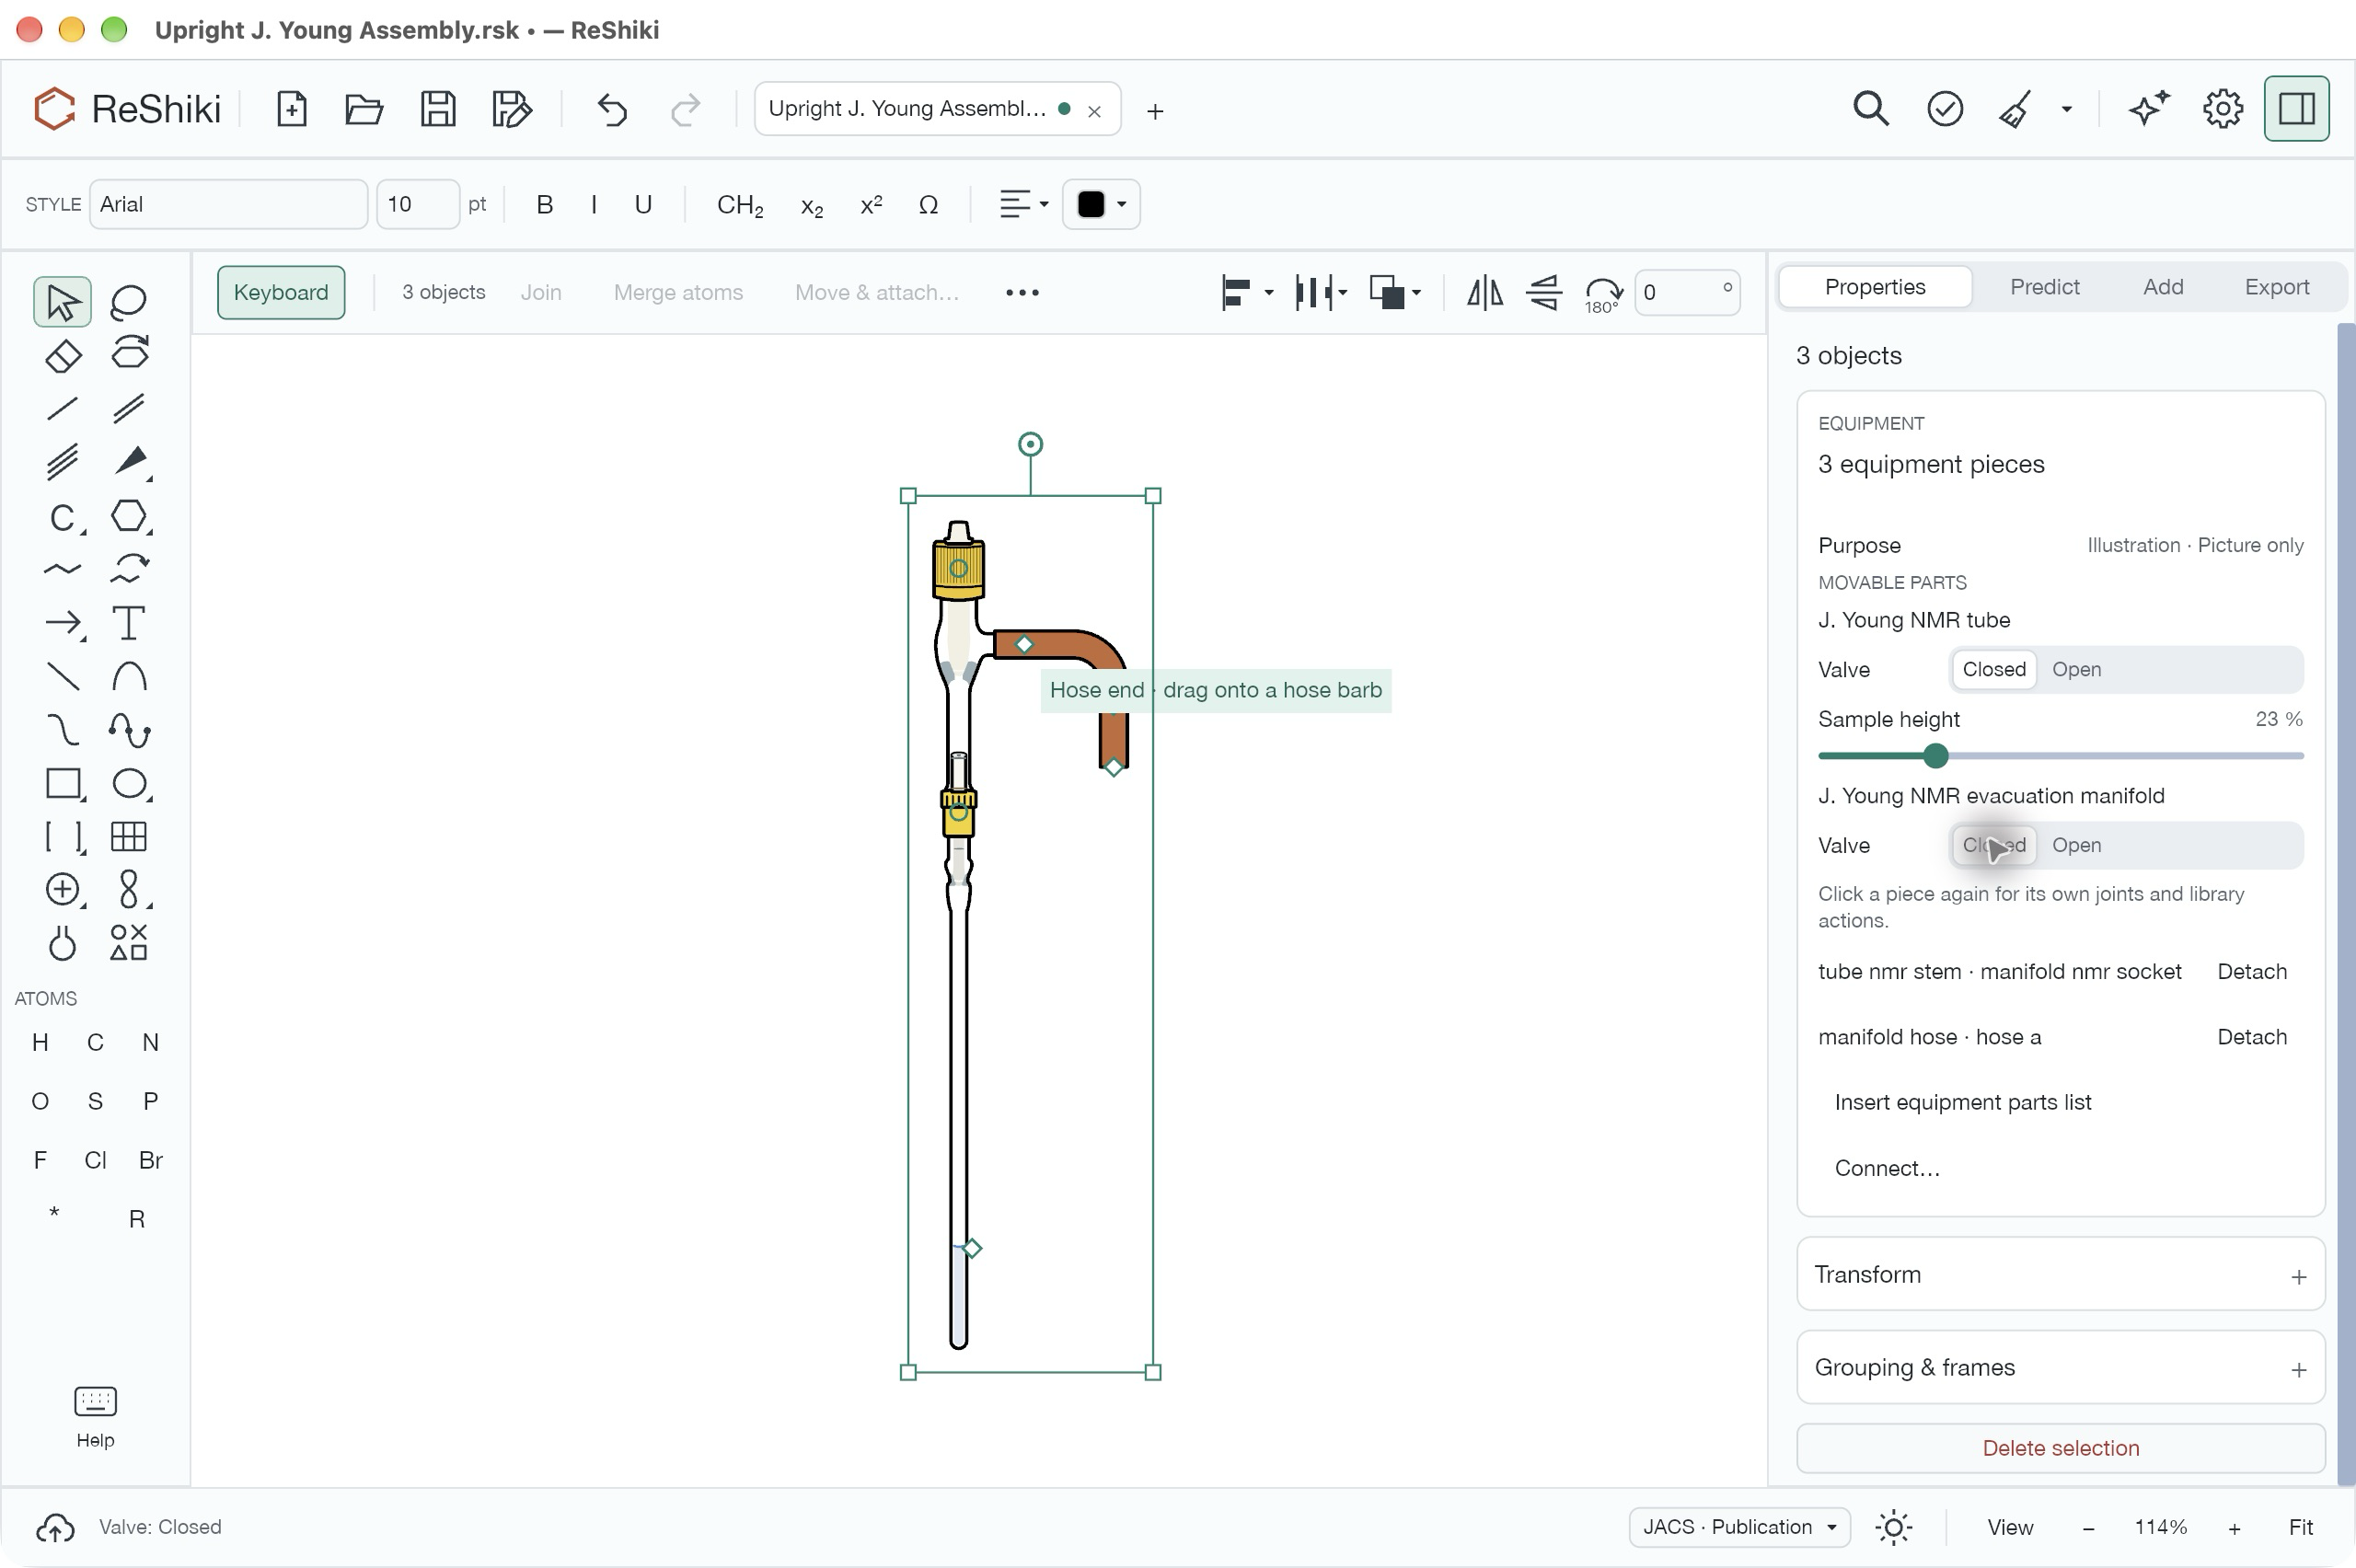 Upright J. Young Assembly.rsk • — ReShiki
ReShiki
Upright J. Young Assembl... × +
STYLE Arial 10 pt B I U CH₂ x₂ x² Ω
Keyboard 3 objects Join Merge atoms Move & attach... 180° 0 °
Properties Predict Add Export
3 objects
EQUIPMENT
3 equipment pieces
Purpose Illustration · Picture only
MOVABLE PARTS
J. Young NMR tube
Valve Closed Open
Sample height 23 %
J. Young NMR evacuation manifold
Valve Closed Open
Click a piece again for its own joints and library
actions.
tube nmr stem · manifold nmr socket Detach
manifold hose · hose a Detach
Insert equipment parts list
Connect...
Transform +
Grouping & frames +
Delete selection
Hose end · drag onto a hose barb
C
T
ATOMS
H C N
O S P
F Cl Br
* R
Help
Valve: Closed
JACS · Publication View − 114% + Fit